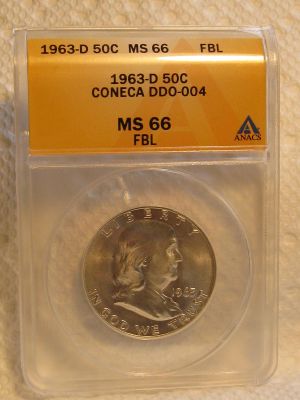 1963-D 50C MS 66 FBL
1963-D 50C
CONECA DDO-004
MS 66
FBL
ANACS
LIBERTY
1963
IN GOD WE TRUST